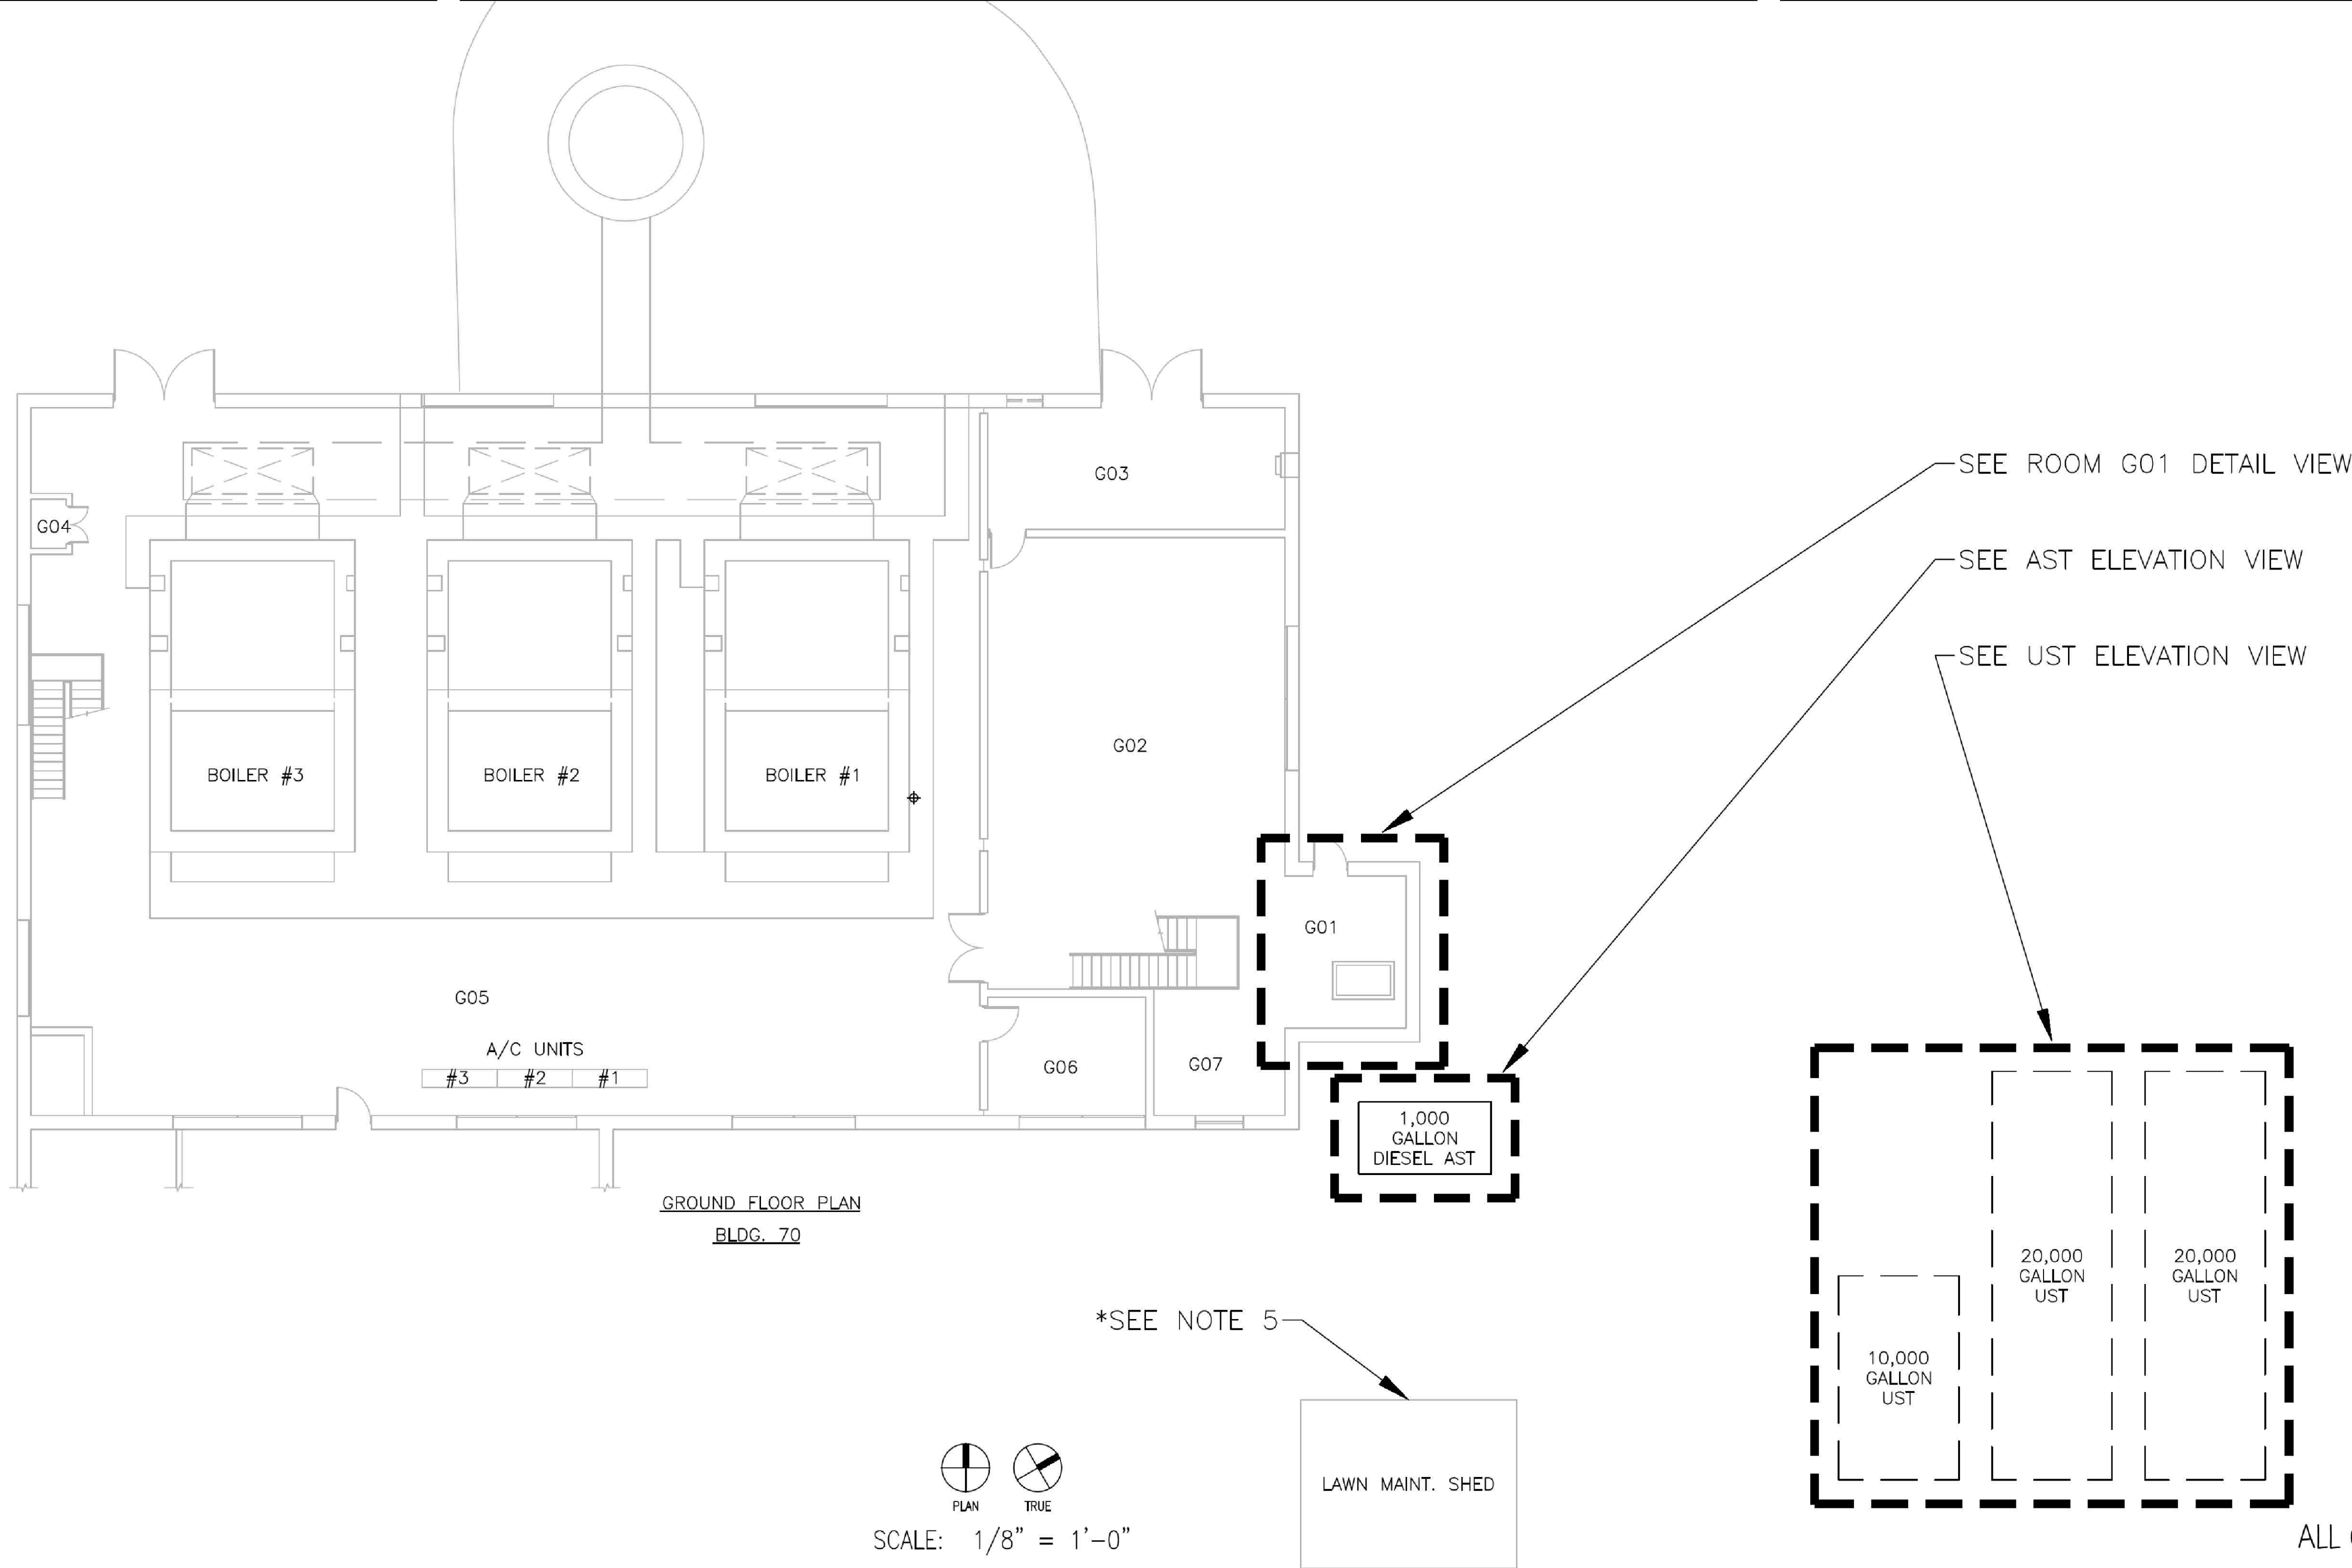 G03
SEE ROOM G01 DETAIL VIEW
G04
SEE AST ELEVATION VIEW
SEE UST ELEVATION VIEW
G02
BOILER #3
BOILER #2
BOILER #1
G01
G05
A/C UNITS
#3
#2
#1
G06
G07
1,000
GALLON
DIESEL AST
GROUND FLOOR PLAN
BLDG. 70
20,000
GALLON
UST
20,000
GALLON
UST
*SEE NOTE 5
10,000
GALLON
UST
LAWN MAINT. SHED
PLAN
TRUE
SCALE: 1/8" = 1'-0"
ALL